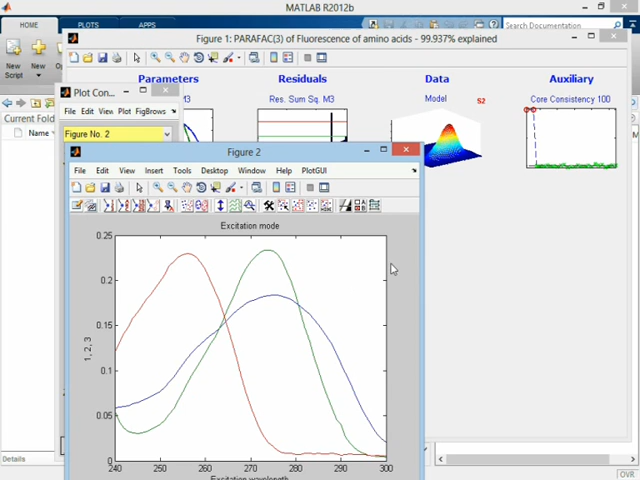 MATLAB R2012b
HOME
PLOTS
APPS
Search Documentation
Figure 1: PARAFAC(3) of Fluorescence of amino acids - 99.937% explained
New
Script
New
Parameters
Residuals
Data
Auxiliary
M3
Res. Sum Sq. M3
Model
S2
Core Consistency 100
Plot Con...
File Edit View Plot FigBrows
Figure No. 2
Current Fold
Name
Figure 2
File Edit View Insert Tools Desktop Window Help PlotGUI
Excitation mode
0.25
0.2
0.15
0.1
0.05
0
1, 2, 3
240 250 260 270 280 290 300
Excitation wavelength
Details
OVR